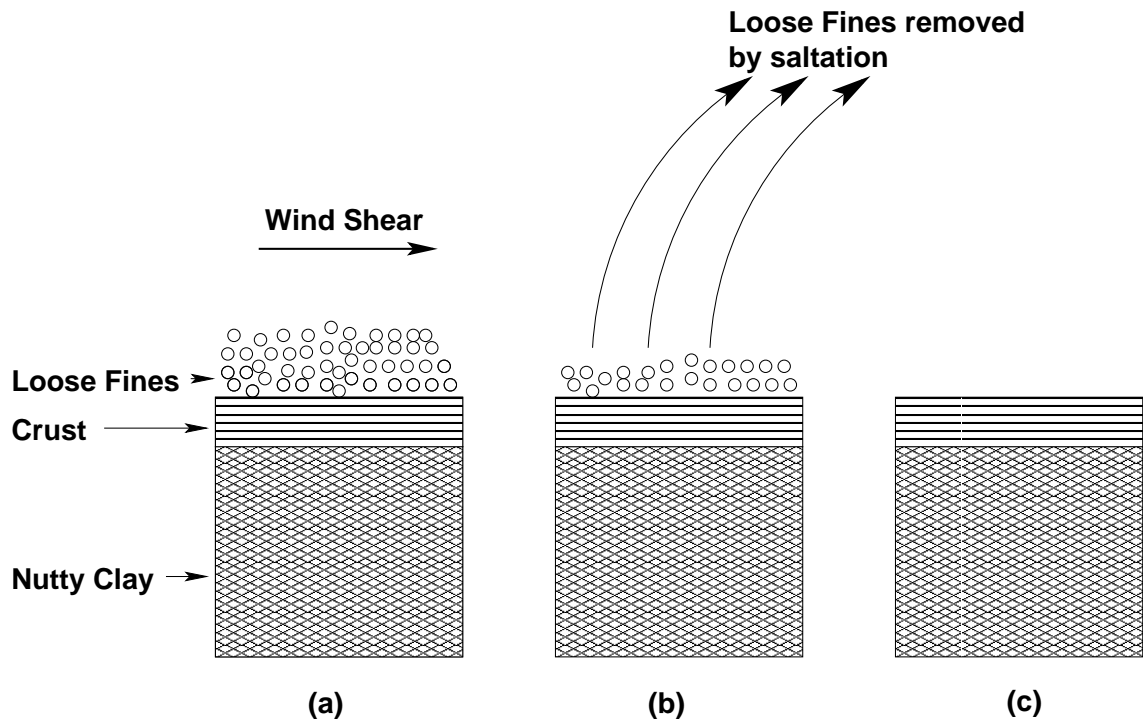 Loose Fines removed
by saltation
Wind Shear
Loose Fines
Crust
Nutty Clay
(a)
(b)
(c)